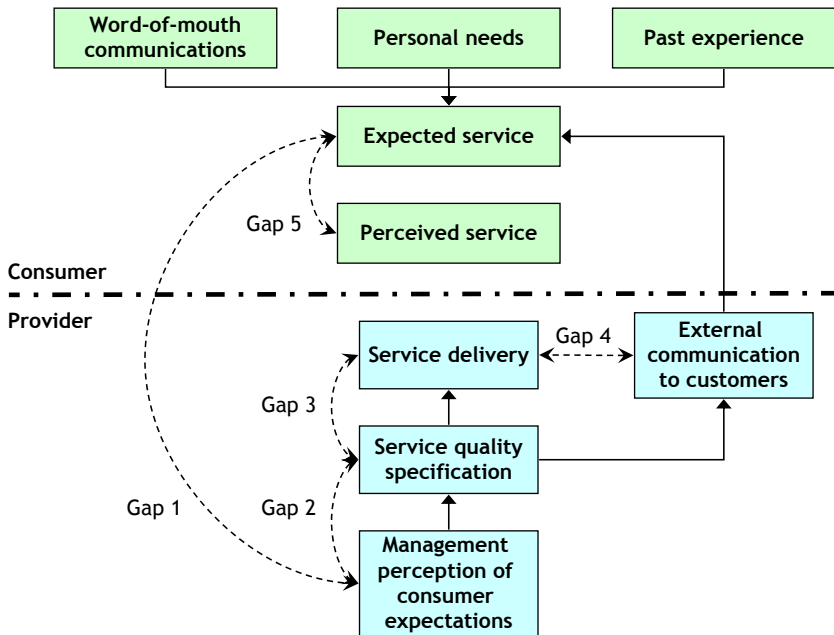 Word-of-mouth
communications
Personal needs
Past experience
Expected service
Gap 5
Perceived service
Consumer
Provider
Service delivery
Gap 4
External
communication
to customers
Gap 3
Service quality
specification
Gap 1
Gap 2
Management
perception of
consumer
expectations